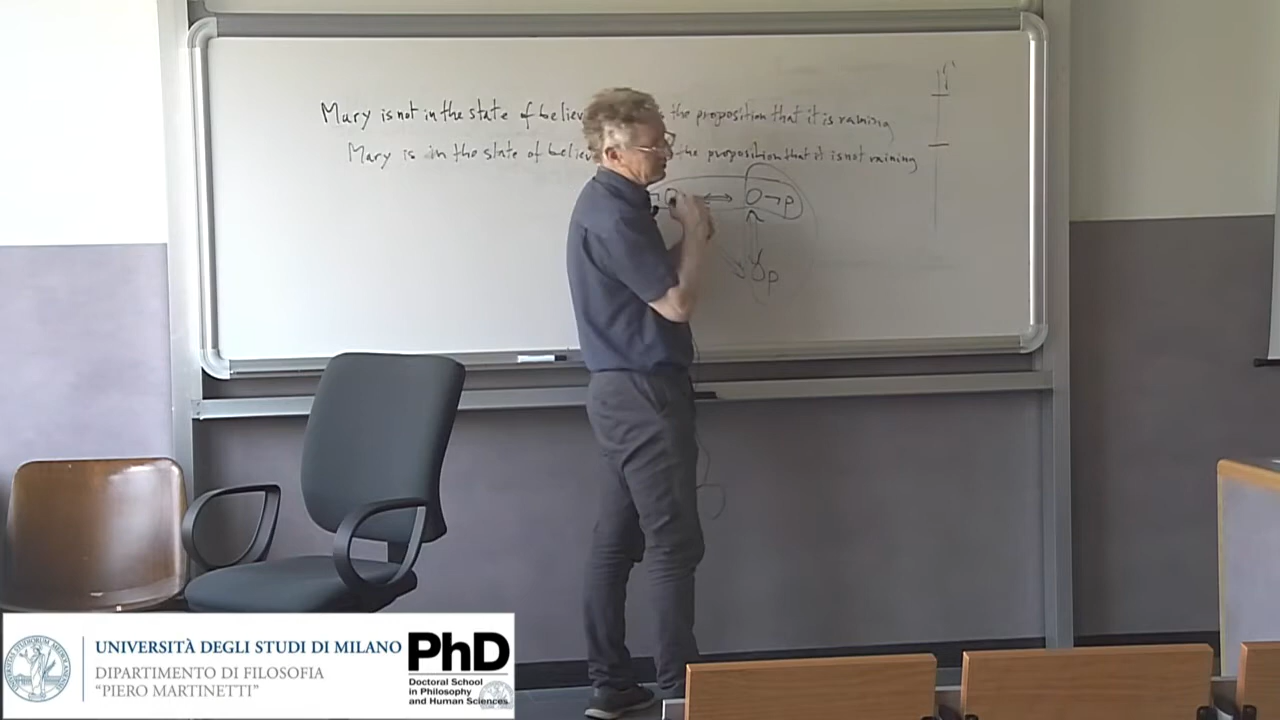 Mary is not in the state of the proposition that it is raining
Mary is in the state of the proposition that it is not raining
↔ O¬p
p
UNIVERSITÀ DEGLI STUDI DI MILANO
DIPARTIMENTO DI FILOSOFIA
"PIERO MARTINETTI"
PhD
Doctoral School
in Philosophy
and Human Sciences